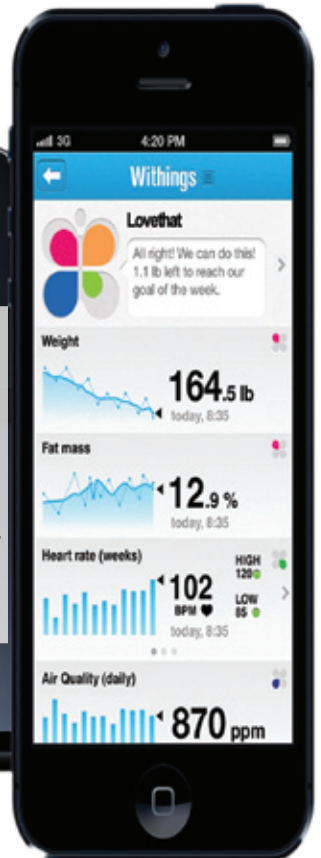 3G 4:20 PM
Withings
Lovethat
All right! We can do this!
1.1 lb left to reach our
goal of the week.
Weight
164.5 lb
today, 8:35
Fat mass
12.9 %
today, 8:35
Heart rate (weeks)
HIGH
120
102
BPM
LOW
85
today, 8:35
Air Quality (daily)
870 ppm